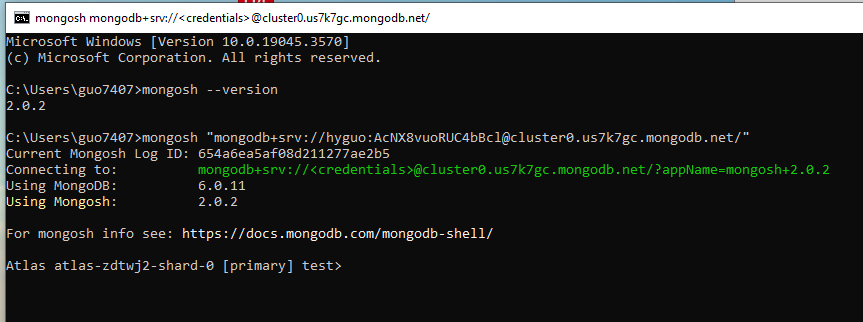 mongosh mongodb+srv://<credentials>@cluster0.us7k7gc.mongodb.net/
Microsoft Windows [Version 10.0.19045.3570]
(c) Microsoft Corporation. All rights reserved.
C:\Users\guo7407>mongosh --version
2.0.2
C:\Users\guo7407>mongosh "mongodb+srv://hyguo:AcNX8vuoRUC4bBcl@cluster0.us7k7gc.mongodb.net/"
Current Mongosh Log ID: 654a6ea5af08d211277ae2b5
Connecting to: mongodb+srv://<credentials>@cluster0.us7k7gc.mongodb.net/?appName=mongosh+2.0.2
Using MongoDB: 6.0.11
Using Mongosh: 2.0.2
For mongosh info see: https://docs.mongodb.com/mongodb-shell/
Atlas atlas-zdtwj2-shard-0 [primary] test>